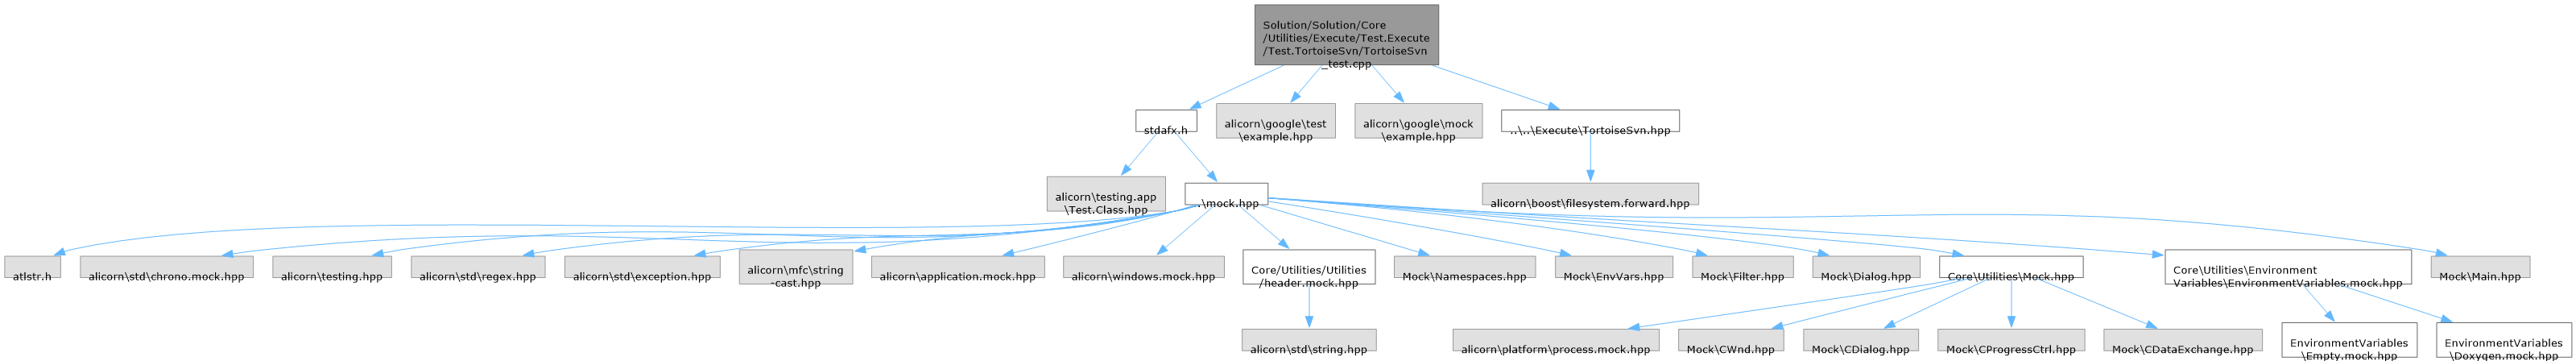 Solution/Solution/Core
/Utilities/Execute/Test.Execute
/Test.TortoiseSvn/TortoiseSvn
_test.cpp
stdafx.h
alicorn\google\test
\example.hpp
alicorn\google\mock
\example.hpp
..\..\Execute\TortoiseSvn.hpp
alicorn\testing.app
\Test.Class.hpp
..\mock.hpp
alicorn\boost\filesystem.forward.hpp
atlstr.h
alicorn\std\chrono.mock.hpp
alicorn\testing.hpp
alicorn\std\regex.hpp
alicorn\std\exception.hpp
alicorn\mfc\string
-cast.hpp
alicorn\application.mock.hpp
alicorn\windows.mock.hpp
Core/Utilities/Utilities
/header.mock.hpp
Mock\Namespaces.hpp
Mock\EnvVars.hpp
Mock\Filter.hpp
Mock\Dialog.hpp
Core\Utilities\Mock.hpp
Core\Utilities\Environment
Variables\EnvironmentVariables.mock.hpp
Mock\Main.hpp
alicorn\std\string.hpp
alicorn\platform\process.mock.hpp
Mock\CWnd.hpp
Mock\CDialog.hpp
Mock\CProgressCtrl.hpp
Mock\CDataExchange.hpp
EnvironmentVariables
\Empty.mock.hpp
EnvironmentVariables
\Doxygen.mock.hpp